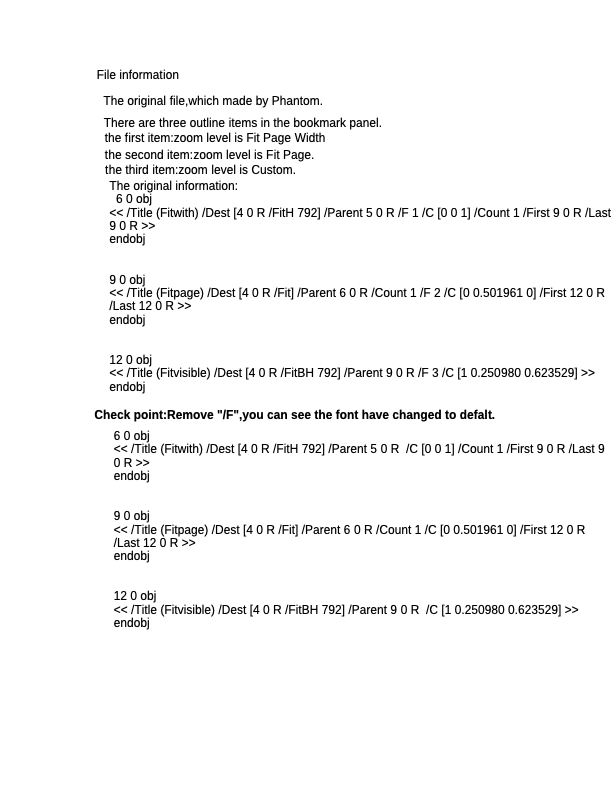 File information
The original file,which made by Phantom.
There are three outline items in the bookmark panel.
the first item:zoom level is Fit Page Width
the second item:zoom level is Fit Page.
the third item:zoom level is Custom.
The original information:
6 0 obj
<< /Title (Fitwith) /Dest [4 0 R /FitH 792] /Parent 5 0 R /F 1 /C [0 0 1] /Count 1 /First 9 0 R /Last
9 0 R >>
endobj
9 0 obj
<< /Title (Fitpage) /Dest [4 0 R /Fit] /Parent 6 0 R /Count 1 /F 2 /C [0 0.501961 0] /First 12 0 R
/Last 12 0 R >>
endobj
12 0 obj
<< /Title (Fitvisible) /Dest [4 0 R /FitBH 792] /Parent 9 0 R /F 3 /C [1 0.250980 0.623529] >>
endobj
Check point:Remove "/F",you can see the font have changed to defalt.
6 0 obj
<< /Title (Fitwith) /Dest [4 0 R /FitH 792] /Parent 5 0 R  /C [0 0 1] /Count 1 /First 9 0 R /Last 9
0 R >>
endobj
9 0 obj
<< /Title (Fitpage) /Dest [4 0 R /Fit] /Parent 6 0 R /Count 1 /C [0 0.501961 0] /First 12 0 R
/Last 12 0 R >>
endobj
12 0 obj
<< /Title (Fitvisible) /Dest [4 0 R /FitBH 792] /Parent 9 0 R  /C [1 0.250980 0.623529] >>
endobj